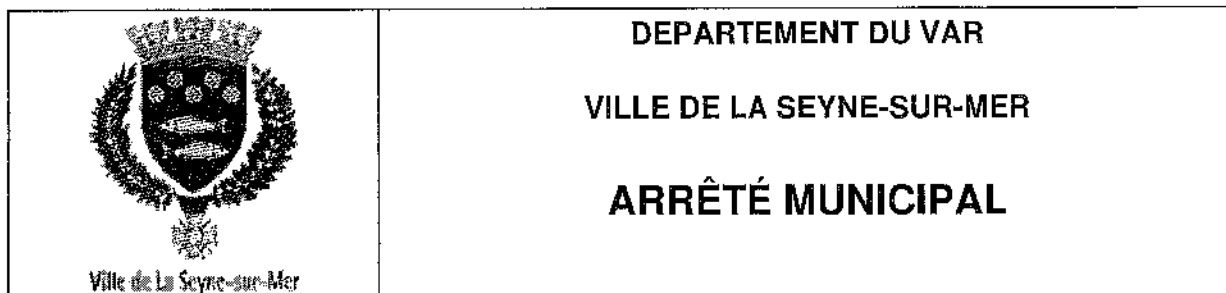 DEPARTEMENT DU VAR
VILLE DE LA SEYNE-SUR-MER
ARRÊTÉ MUNICIPAL
Ville de La Seyne-sur-Mer